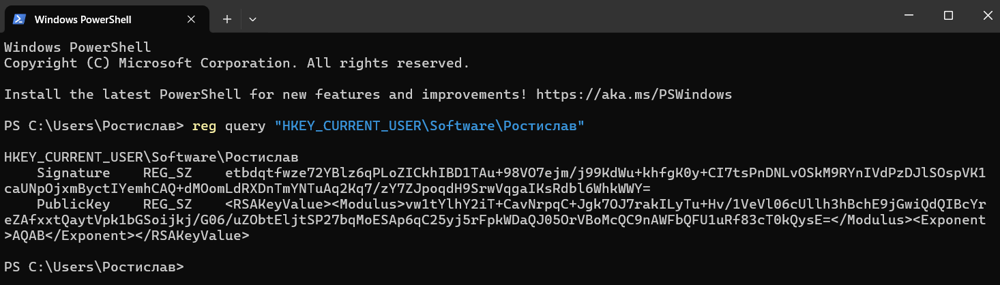 Windows PowerShell
Windows PowerShell
Copyright (C) Microsoft Corporation. All rights reserved.
Install the latest PowerShell for new features and improvements! https://aka.ms/PSWindows
PS C:\Users\Ростислав> reg query "HKEY_CURRENT_USER\Software\Ростислав"
HKEY_CURRENT_USER\Software\Ростислав
    Signature    REG_SZ    etbdqtfwze72YBlz6qPLoZICkhIBD1TAu+98VO7ejm/j99KdWu+khfgK0y+CI7tsPnDNLvOSkM9RYnIVdPzDJlSOspVK1
caUNpOjxmByctIYemhCAQ+dMOomLdRXDnTmYNTuAq2Kq7/zY7ZJpoqdH9SrwVqgaIKsRdbl6WhkWWY=
    PublicKey    REG_SZ    <RSAKeyValue><Modulus>vw1tYlhY2iT+CavNrpqC+Jgk7OJ7rakILyTu+Hv/1VeVl06cUllh3hBchE9jGwiQdQIBcYr
eZAfxxtQaytVpk1bGSoijkj/G06/uZObtEljtSP27bqMoESAp6qC25yj5rFpkWDaQJ05OrVBoMcQC9nAWFbQFU1uRf83cT0kQysE=</Modulus><Exponent
>AQAB</Exponent></RSAKeyValue>
PS C:\Users\Ростислав>